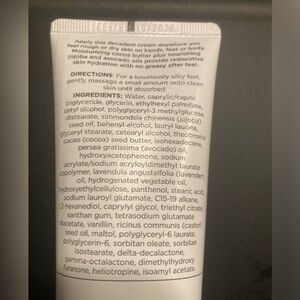 Apply this decadent cream anywhere you
feel rough or dry skin on hands, feet or body.
Moisturizing cocoa butter plus nourishing
jojoba and avocado oils provide restorative
skin hydration with no greasy after feel.
DIRECTIONS: For a luxuriously silky feel,
gently massage a small amount onto clean
skin until absorbed.
INGREDIENTS: Water, caprylic/capric
triglyceride, glycerin, ethylhexyl palmitate,
cetyl alcohol, polyglyceryl-3 methylglucose
distearate, simmondsia chinensis (jojoba)
seed oil, behenyl alcohol, lauryl laurate,
glyceryl stearate, cetearyl alcohol, theobroma
cacao (cocoa) seed butter, isohexadecane,
persea gratissima (avocado) oil,
hydroxyacetophenone, sodium
acrylate/sodium acryloyldimethyl taurate
copolymer, lavandula angustifolia (lavender)
oil, hydrogenated vegetable oil,
hydroxyethylcellulose, panthenol, stearic acid,
sodium lauroyl glutamate, C15-19 alkane,
1,2-hexanediol, caprylyl glycol, triethyl citrate,
xanthan gum, tetrasodium glutamate
diacetate, vanillin, ricinus communis (castor)
seed oil, maltol, polyglyceryl-6 laurate,
polyglycerin-6, sorbitan oleate, sorbitan
isostearate, delta-decalactone,
gamma-octalactone, dimethylhydroxy
furanone, heliotropine, isoamyl acetate.